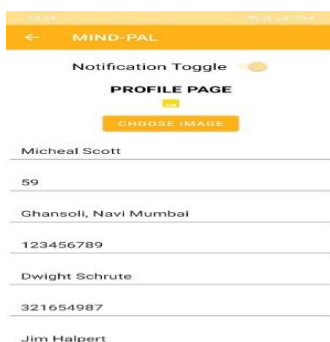 MIND-PAL
Notification Toggle
PROFILE PAGE
CHOOSE IMAGE
Micheal Scott
59
Ghansoli, Navi Mumbai
123456789
Dwight Schrute
321654987
Jim Halpert